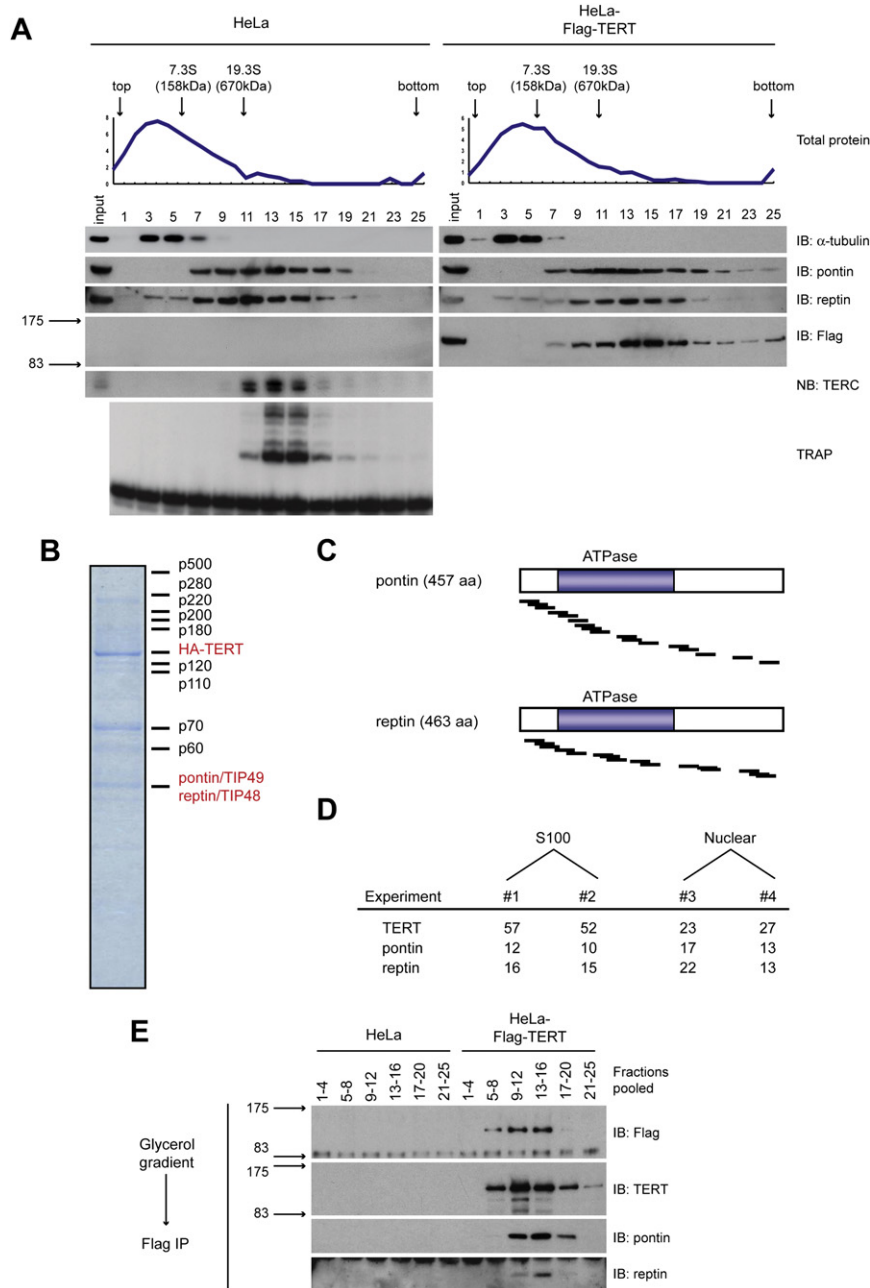 A
HeLa
HeLa-
Flag-TERT
top
7.3S
(158kDa)
19.3S
(670kDa)
bottom
top
7.3S
(158kDa)
19.3S
(670kDa)
bottom
Total protein
input 1 3 5 7 9 11 13 15 17 19 21 23 25
input 1 3 5 7 9 11 13 15 17 19 21 23 25
IB: α-tubulin
IB: pontin
IB: reptin
175
IB: Flag
83
NB: TERC
TRAP
B
p500
p280
p220
p200
p180
HA-TERT
p120
p110
p70
p60
pontin/TIP49
reptin/TIP48
C
ATPase
pontin (457 aa)
ATPase
reptin (463 aa)
D
S100 Nuclear
Experiment #1 #2 #3 #4
TERT 57 52 23 27
pontin 12 10 17 13
reptin 16 15 22 13
E
HeLa
HeLa-
Flag-TERT
1-4 5-8 9-12 13-16 17-20 21-25 1-4 5-8 9-12 13-16 17-20 21-25
Fractions
pooled
Glycerol
gradient
Flag IP
175
IB: Flag
83
175
IB: TERT
83
IB: pontin
IB: reptin